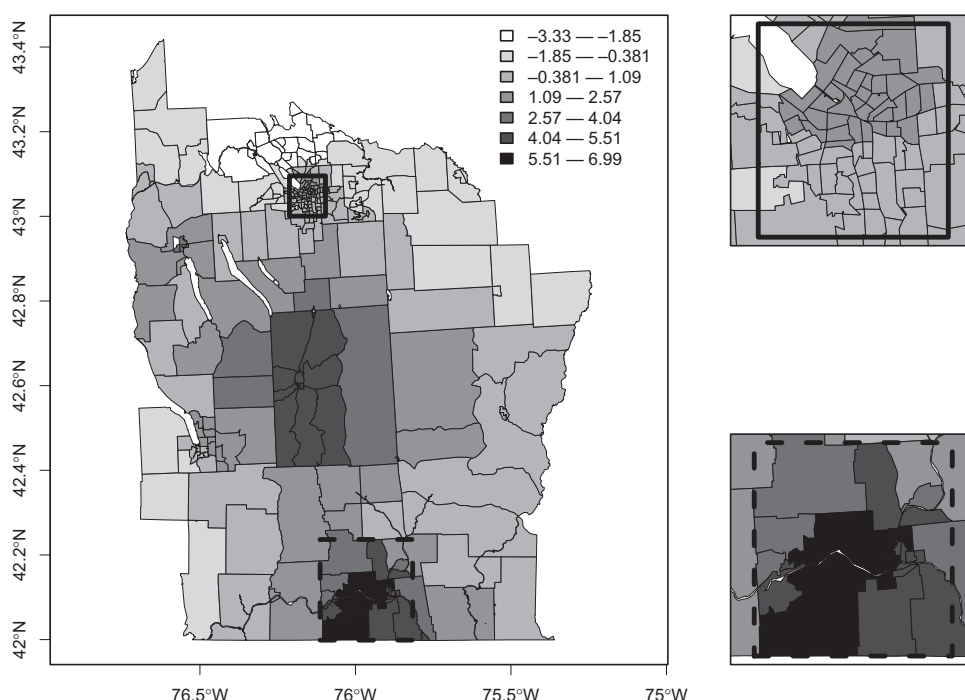 43.4°N
43.2°N
43°N
42.8°N
42.6°N
42.4°N
42.2°N
42°N
–3.33 — –1.85
–1.85 — –0.381
–0.381 — 1.09
1.09 — 2.57
2.57 — 4.04
4.04 — 5.51
5.51 — 6.99
76.5°W
76°W
75.5°W
75°W